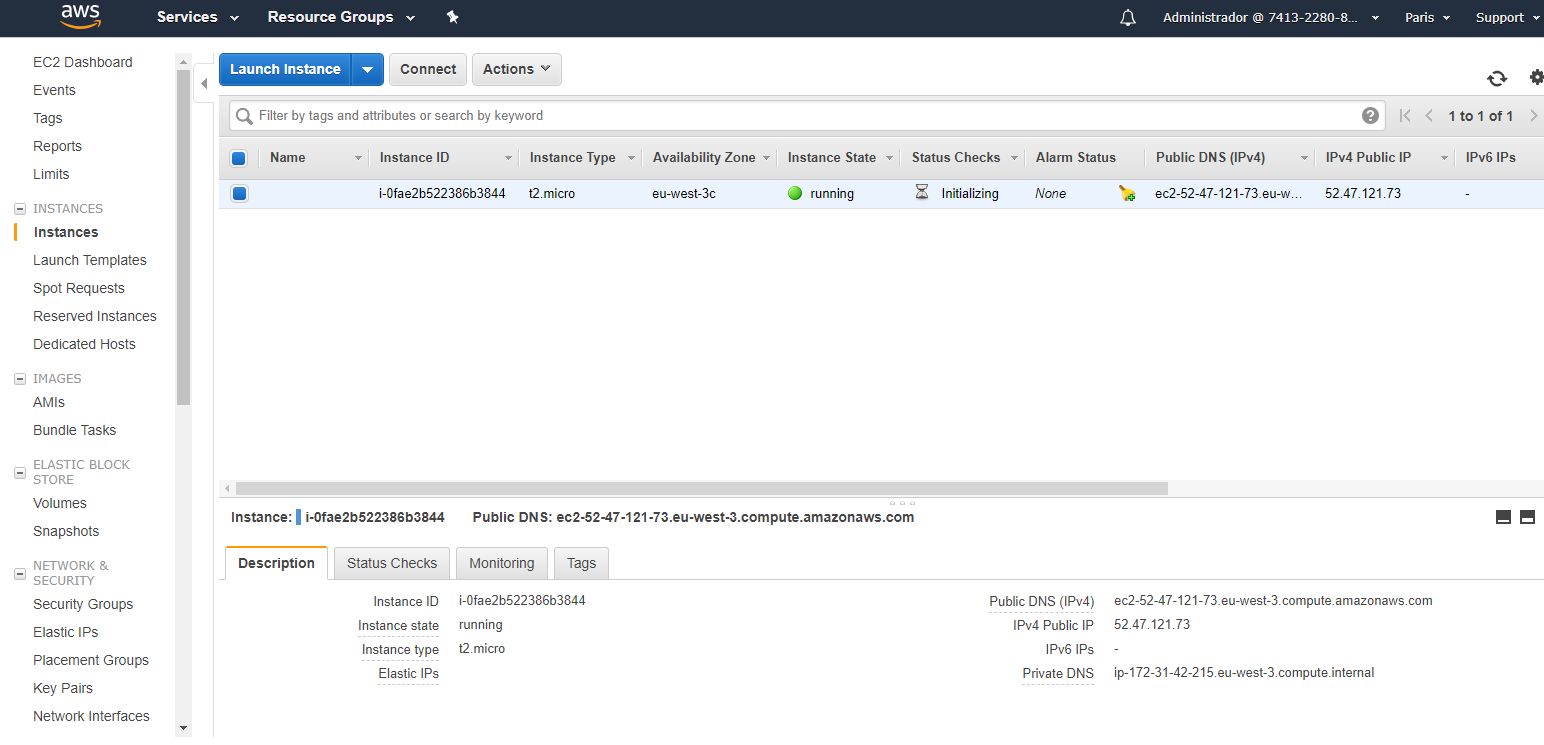 aws Services Resource Groups Administrador @ 7413-2280-8... Paris Support
EC2 Dashboard
Events
Tags
Reports
Limits
INSTANCES
Instances
Launch Templates
Spot Requests
Reserved Instances
Dedicated Hosts
IMAGES
AMIs
Bundle Tasks
ELASTIC BLOCK
STORE
Volumes
Snapshots
NETWORK &
SECURITY
Security Groups
Elastic IPs
Placement Groups
Key Pairs
Network Interfaces
Launch Instance Connect Actions
Filter by tags and attributes or search by keyword ? 1 to 1 of 1
Name Instance ID Instance Type Availability Zone Instance State Status Checks Alarm Status Public DNS (IPv4) IPv4 Public IP IPv6 IPs
i-0fae2b522386b3844 t2.micro eu-west-3c running Initializing None ec2-52-47-121-73.eu-w... 52.47.121.73 -
Instance: i-0fae2b522386b3844 Public DNS: ec2-52-47-121-73.eu-west-3.compute.amazonaws.com
Description Status Checks Monitoring Tags
Instance ID i-0fae2b522386b3844
Instance state running
Instance type t2.micro
Elastic IPs
Public DNS (IPv4) ec2-52-47-121-73.eu-west-3.compute.amazonaws.com
IPv4 Public IP 52.47.121.73
IPv6 IPs -
Private DNS ip-172-31-42-215.eu-west-3.compute.internal